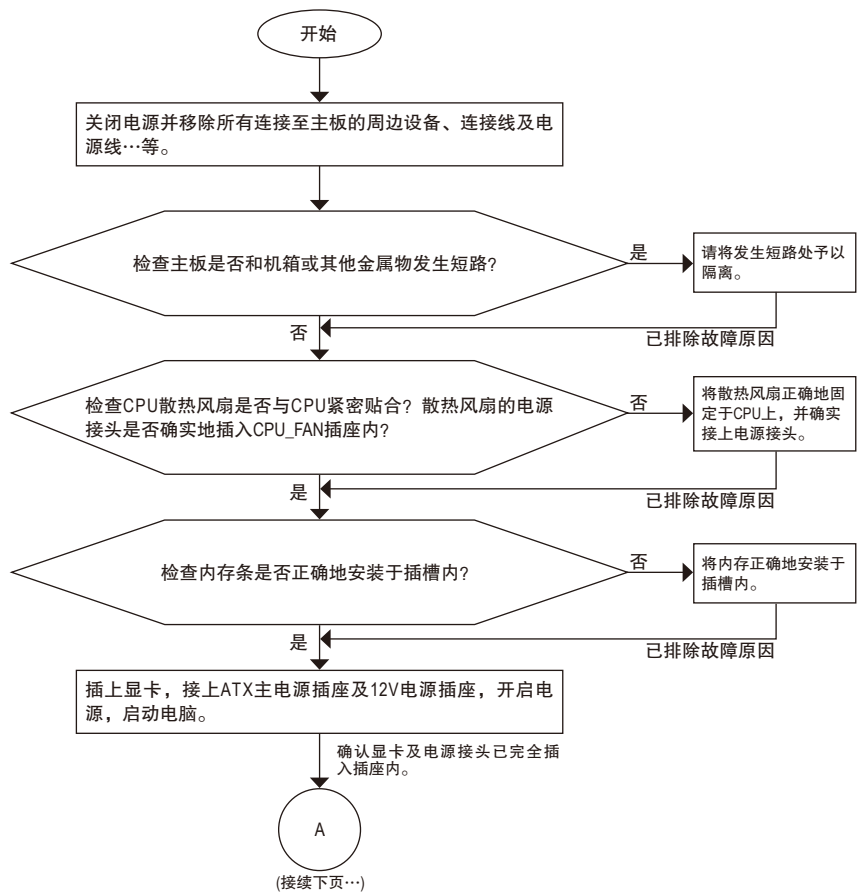 开始
关闭电源并移除所有连接至主板的周边设备、连接线及电
源线…等。
检查主板是否和机箱或其他金属物发生短路？
是
请将发生短路处予以
隔离。
否
已排除故障原因
检查CPU散热风扇是否与CPU紧密贴合？散热风扇的电源
接头是否确实地插入CPU_FAN插座内？
否
将散热风扇正确地固
定于CPU上，并确实
接上电源接头。
是
已排除故障原因
检查内存条是否正确地安装于插槽内？
否
将内存正确地安装于
插槽内。
是
已排除故障原因
插上显卡，接上ATX主电源插座及12V电源插座，开启电
源，启动电脑。
确认显卡及电源接头已完全插
入插座内。
A
(接续下页…)